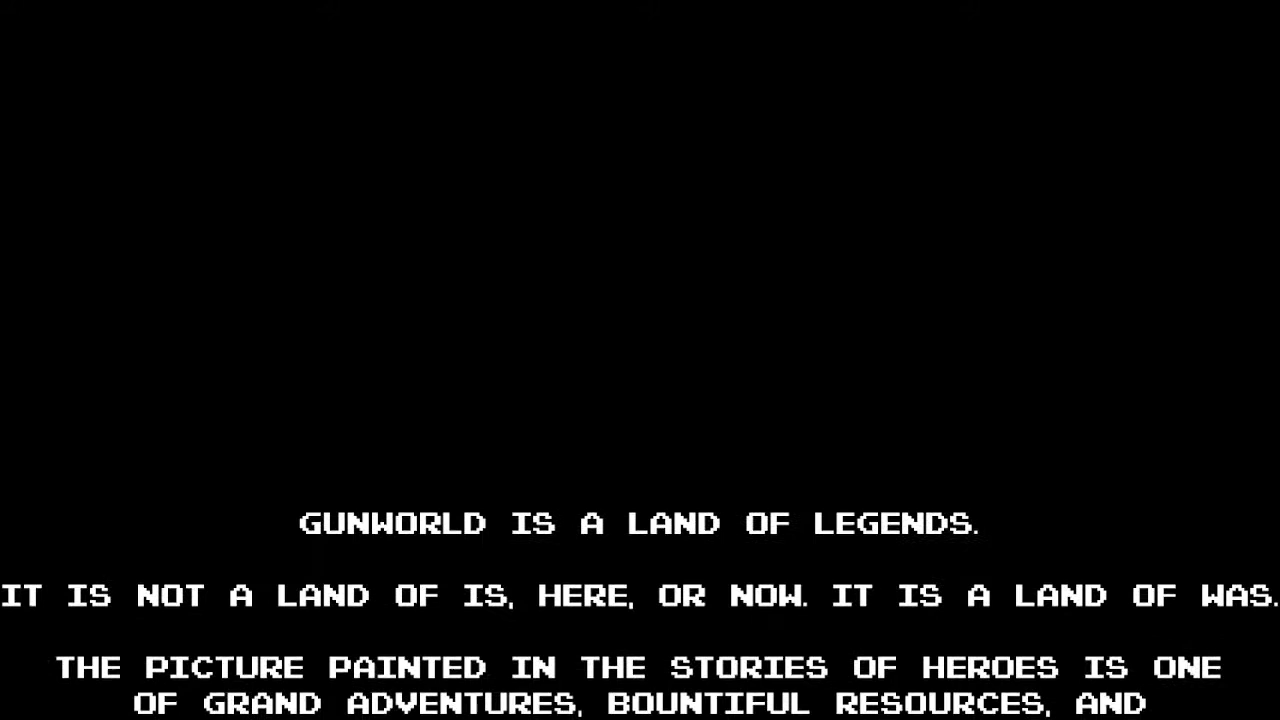 GUNWORLD IS A LAND OF LEGENDS.
IT IS NOT A LAND OF IS, HERE, OR NOW. IT IS A LAND OF WAS.
THE PICTURE PAINTED IN THE STORIES OF HEROES IS ONE
OF GRAND ADVENTURES, BOUNTIFUL RESOURCES, AND